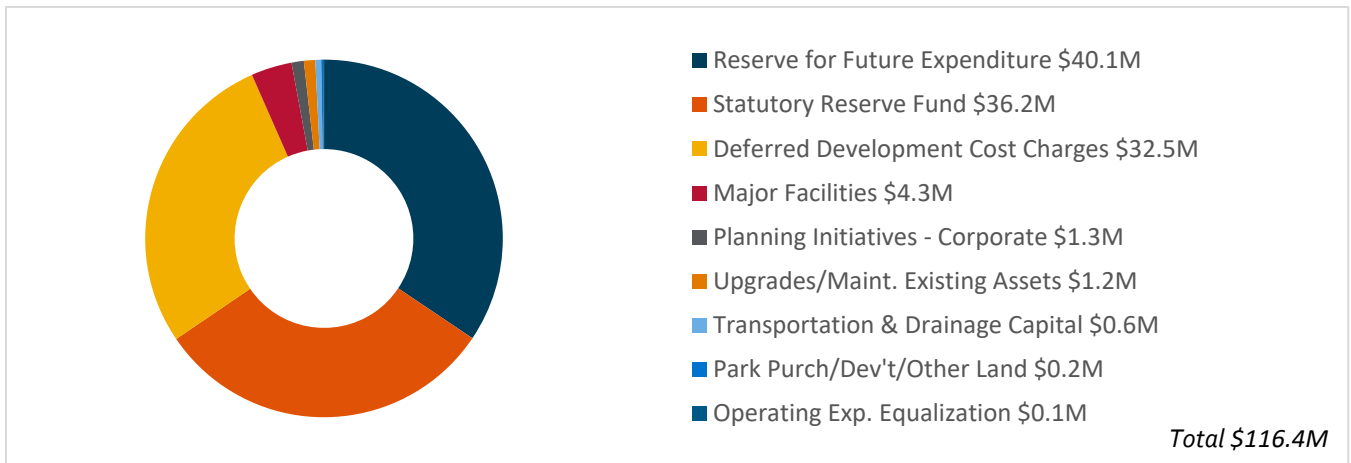 Reserve for Future Expenditure $40.1M
Statutory Reserve Fund $36.2M
Deferred Development Cost Charges $32.5M
Major Facilities $4.3M
Planning Initiatives - Corporate $1.3M
Upgrades/Maint. Existing Assets $1.2M
Transportation & Drainage Capital $0.6M
Park Purch/Dev't/Other Land $0.2M
Operating Exp. Equalization $0.1M
Total $116.4M